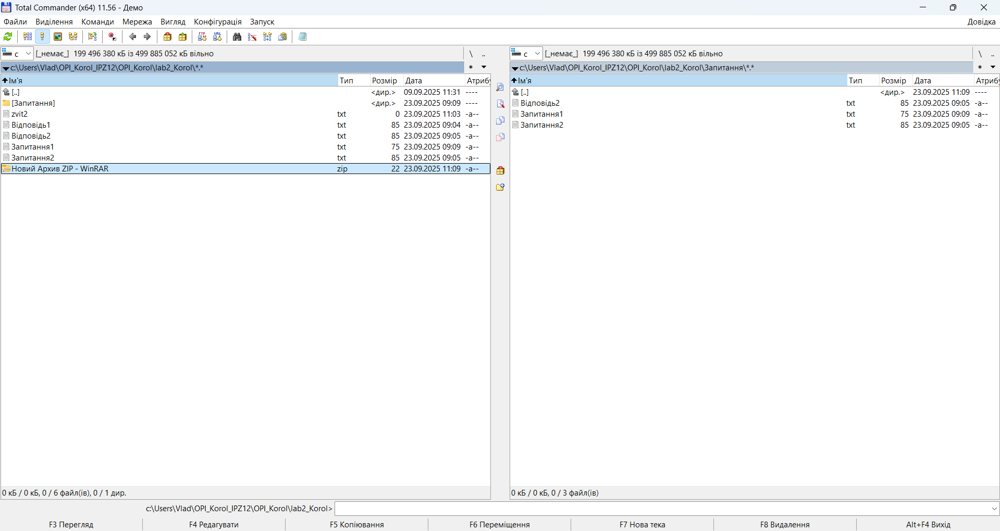 Total Commander (x64) 11.56 - Демо
Файли Виділення Команди Мережа Вигляд Конфігурація Запуск Довідка
FTP URL
c [_немає_] 199 496 380 кБ із 499 885 052 кБ вільно \ ..
c:\Users\Vlad\OPI_Korol_IPZ12\OPI_Korol\lab2_Korol\*.* *
Ім'я Тип Розмір Дата Атрибу
[..] <дир.> 09.09.2025 11:31 ----
[Запитання] <дир.> 23.09.2025 09:09 ----
zvit2 txt 0 23.09.2025 11:03 -a--
Відповідь1 txt 85 23.09.2025 09:04 -a--
Відповідь2 txt 85 23.09.2025 09:05 -a--
Запитання1 txt 75 23.09.2025 09:09 -a--
Запитання2 txt 85 23.09.2025 09:05 -a--
Новий Архив ZIP - WinRAR zip 22 23.09.2025 11:09 -a--
0 кБ / 0 кБ, 0 / 6 файл(ів), 0 / 1 дир.
c [_немає_] 199 496 380 кБ із 499 885 052 кБ вільно \ ..
c:\Users\Vlad\OPI_Korol_IPZ12\OPI_Korol\lab2_Korol\Запитання\*.* *
Ім'я Тип Розмір Дата Атрибу
[..] <дир.> 23.09.2025 11:09 ----
Відповідь2 txt 85 23.09.2025 09:05 -a--
Запитання1 txt 75 23.09.2025 09:09 -a--
Запитання2 txt 85 23.09.2025 09:05 -a--
0 кБ / 0 кБ, 0 / 3 файл(ів)
c:\Users\Vlad\OPI_Korol_IPZ12\OPI_Korol\lab2_Korol>
F3 Перегляд F4 Редагувати F5 Копіювання F6 Переміщення F7 Нова тека F8 Видалення Alt+F4 Вихід